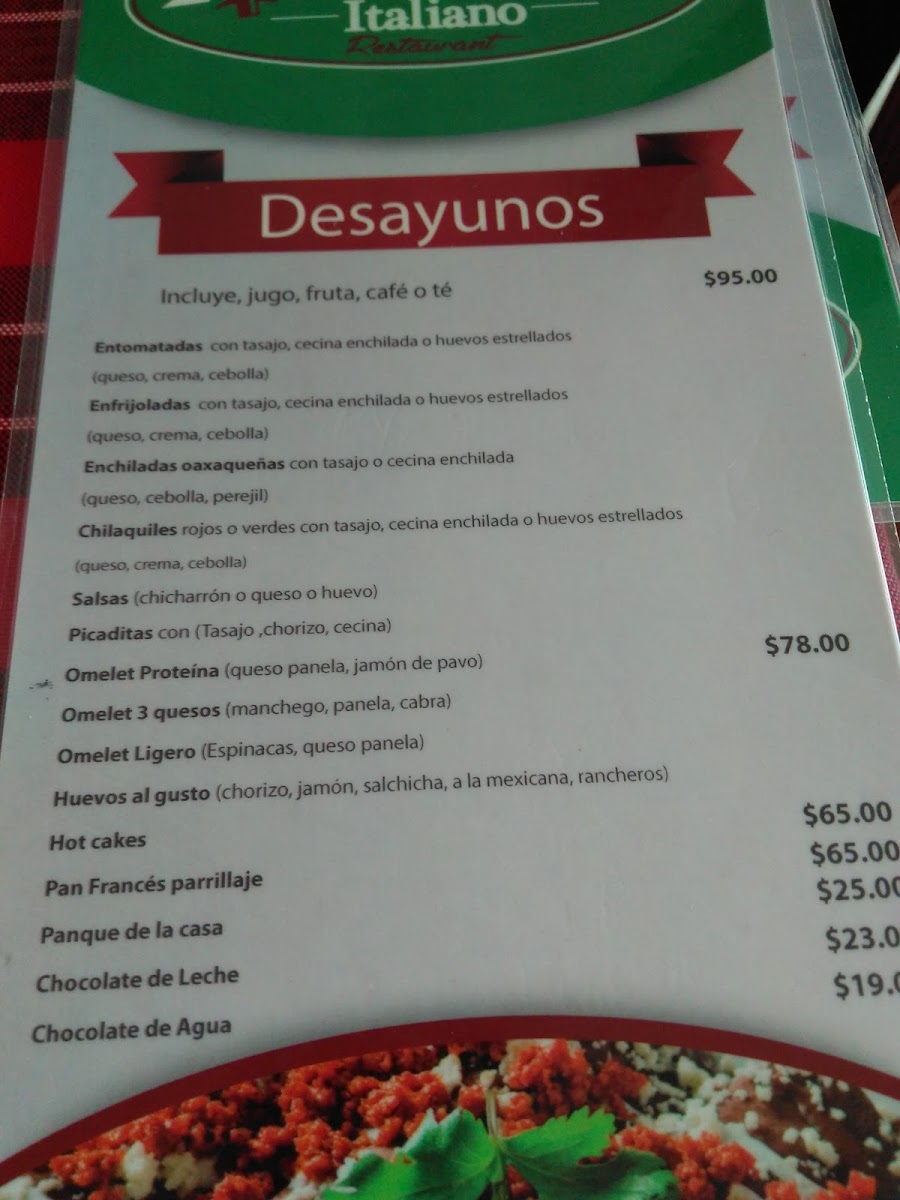 Italiano
Restaurant
Desayunos
Incluye, jugo, fruta, café o té $95.00
Entomatadas con tasajo, cecina enchilada o huevos estrellados
(queso, crema, cebolla)
Enfrijoladas con tasajo, cecina enchilada o huevos estrellados
(queso, crema, cebolla)
Enchiladas oaxaqueñas con tasajo o cecina enchilada
(queso, cebolla, perejil)
Chilaquiles rojos o verdes con tasajo, cecina enchilada o huevos estrellados
(queso, crema, cebolla)
Salsas (chicharrón o queso o huevo)
Picaditas con (Tasajo ,chorizo, cecina)
Omelet Proteína (queso panela, jamón de pavo) $78.00
Omelet 3 quesos (manchego, panela, cabra)
Omelet Ligero (Espinacas, queso panela)
Huevos al gusto (chorizo, jamón, salchicha, a la mexicana, rancheros)
Hot cakes $65.00
Pan Francés parrillaje $65.00
Panque de la casa $25.00
Chocolate de Leche $23.0
Chocolate de Agua $19.0